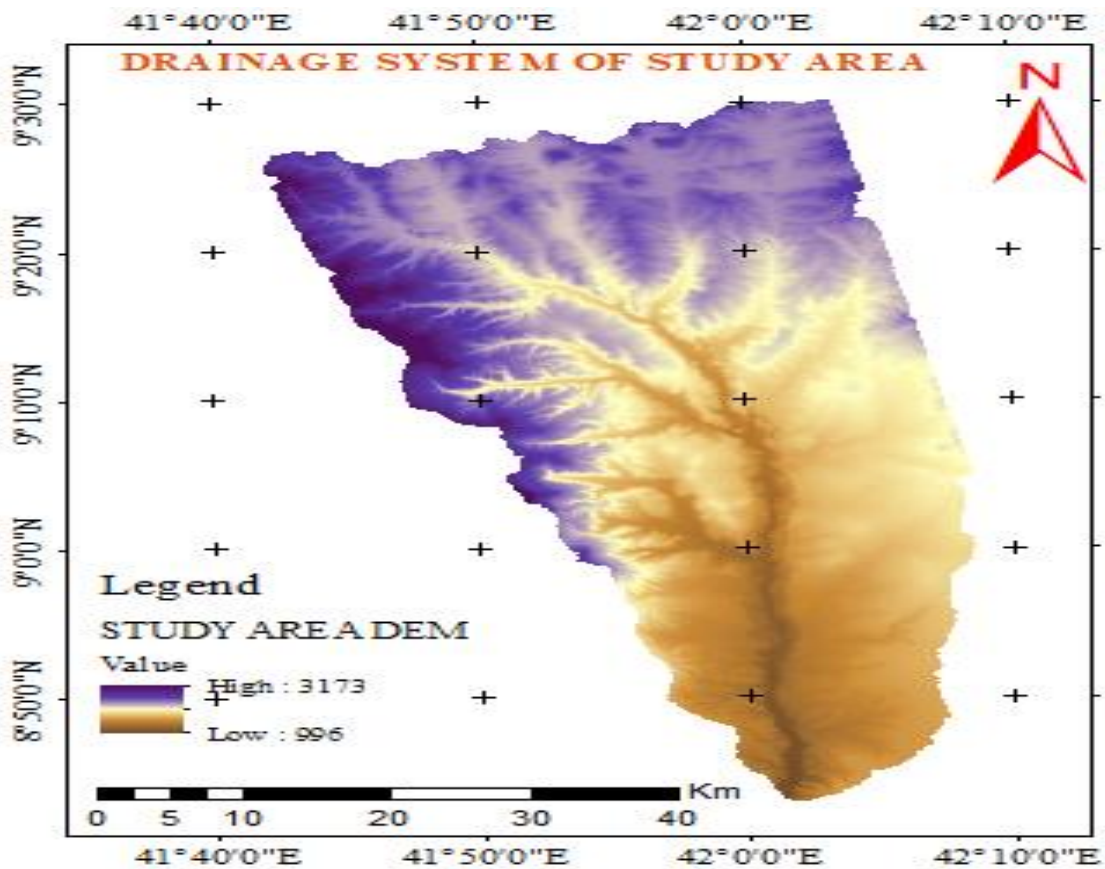 41°40'0"E 41°50'0"E 42°0'0"E 42°10'0"E
DRAINAGE SYSTEM OF STUDY AREA
N
9°30'0"N
9°20'0"N
9°10'0"N
9°0'0"N
8°50'0"N
Legend
STUDY AREA DEM
Value
High : 3173
Low : 996
Km
0 5 10 20 30 40
41°40'0"E 41°50'0"E 42°0'0"E 42°10'0"E